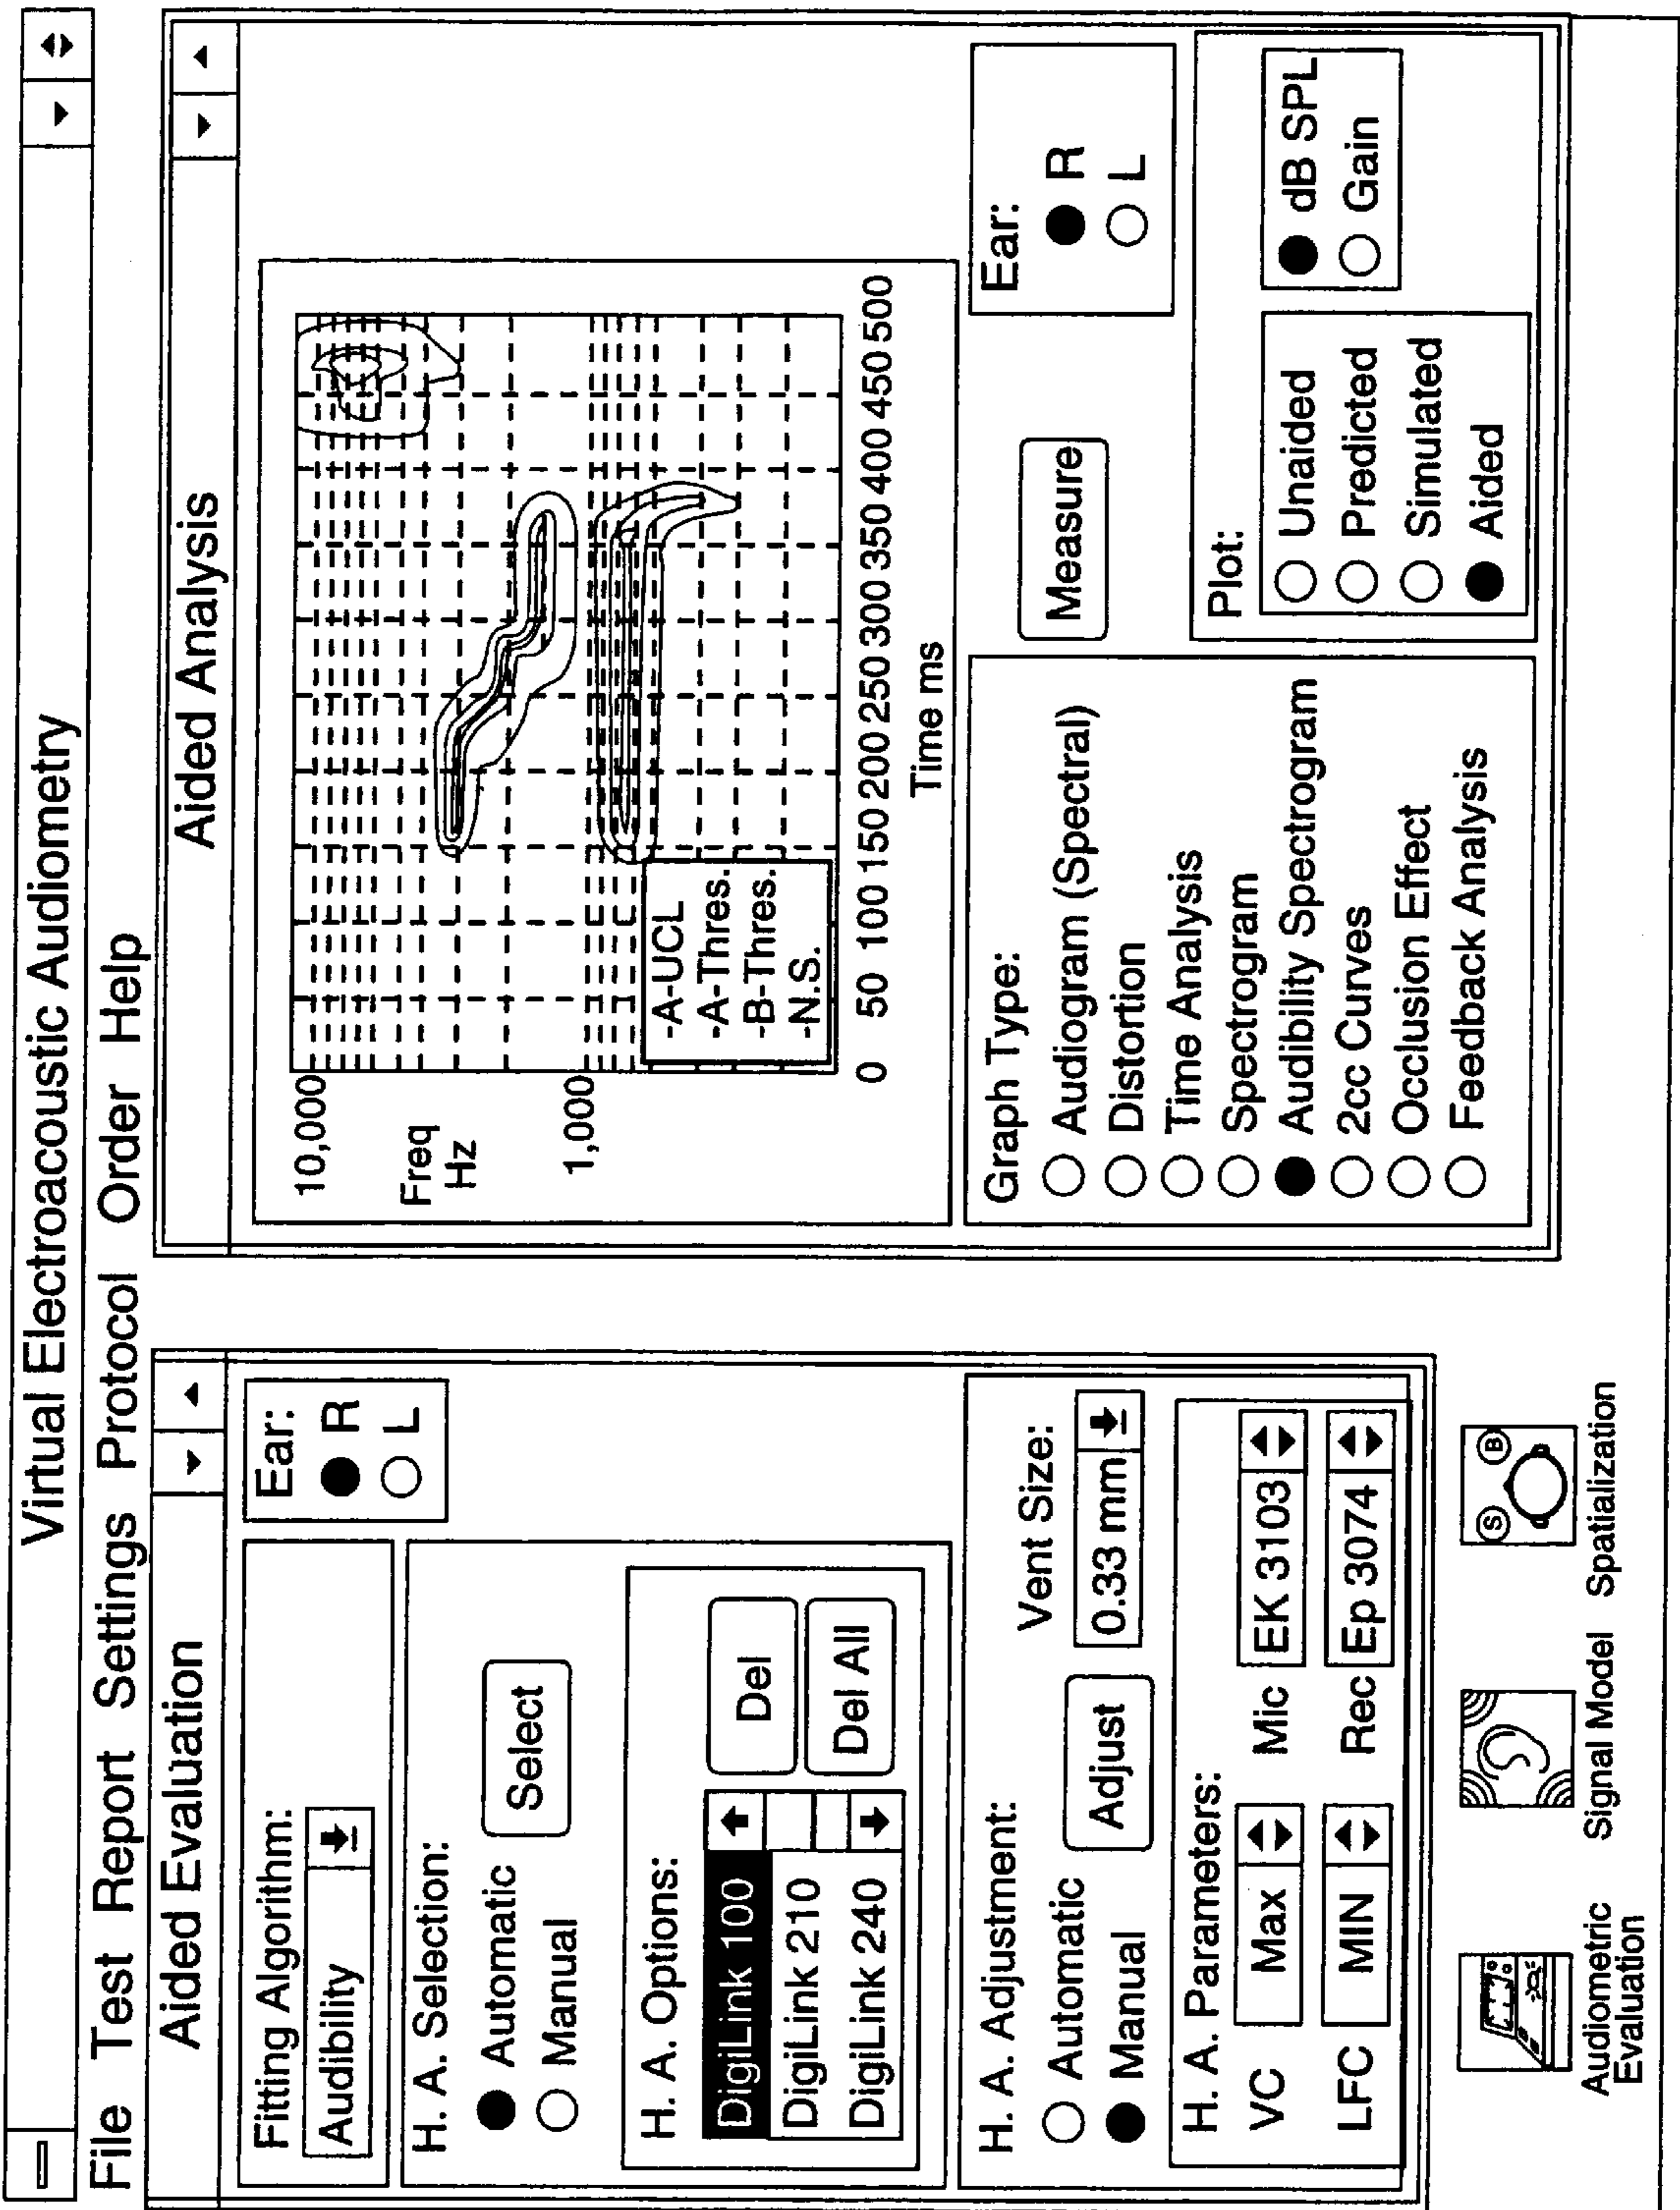 Virtual Electroacoustic Audiometry
File Test Report Settings Protocol Order Help
Aided Evaluation
Fitting Algorithm:
Audibility
Ear:
R
L
H. A. Selection:
Automatic
Manual
Select
H. A. Options:
DigiLink 100
DigiLink 210
DigiLink 240
Del
Del All
H. A. Adjustment:
Automatic
Manual
Adjust
Vent Size:
0.33 mm
H. A. Parameters:
VC Max Mic EK 3103
LFC MIN Rec Ep 3074
Audiometric
Evaluation
Signal Model
S B
Spatialization
Aided Analysis
10,000
Freq
Hz
1,000
-A-UCL
-A-Thres.
-B-Thres.
-N.S.
0 50 100 150 200 250 300 350 400 450 500
Time ms
Graph Type:
Audiogram (Spectral)
Distortion
Time Analysis
Spectrogram
Audibility Spectrogram
2cc Curves
Occlusion Effect
Feedback Analysis
Measure
Ear:
R
L
Plot:
Unaided
Predicted
Simulated
Aided
dB SPL
Gain